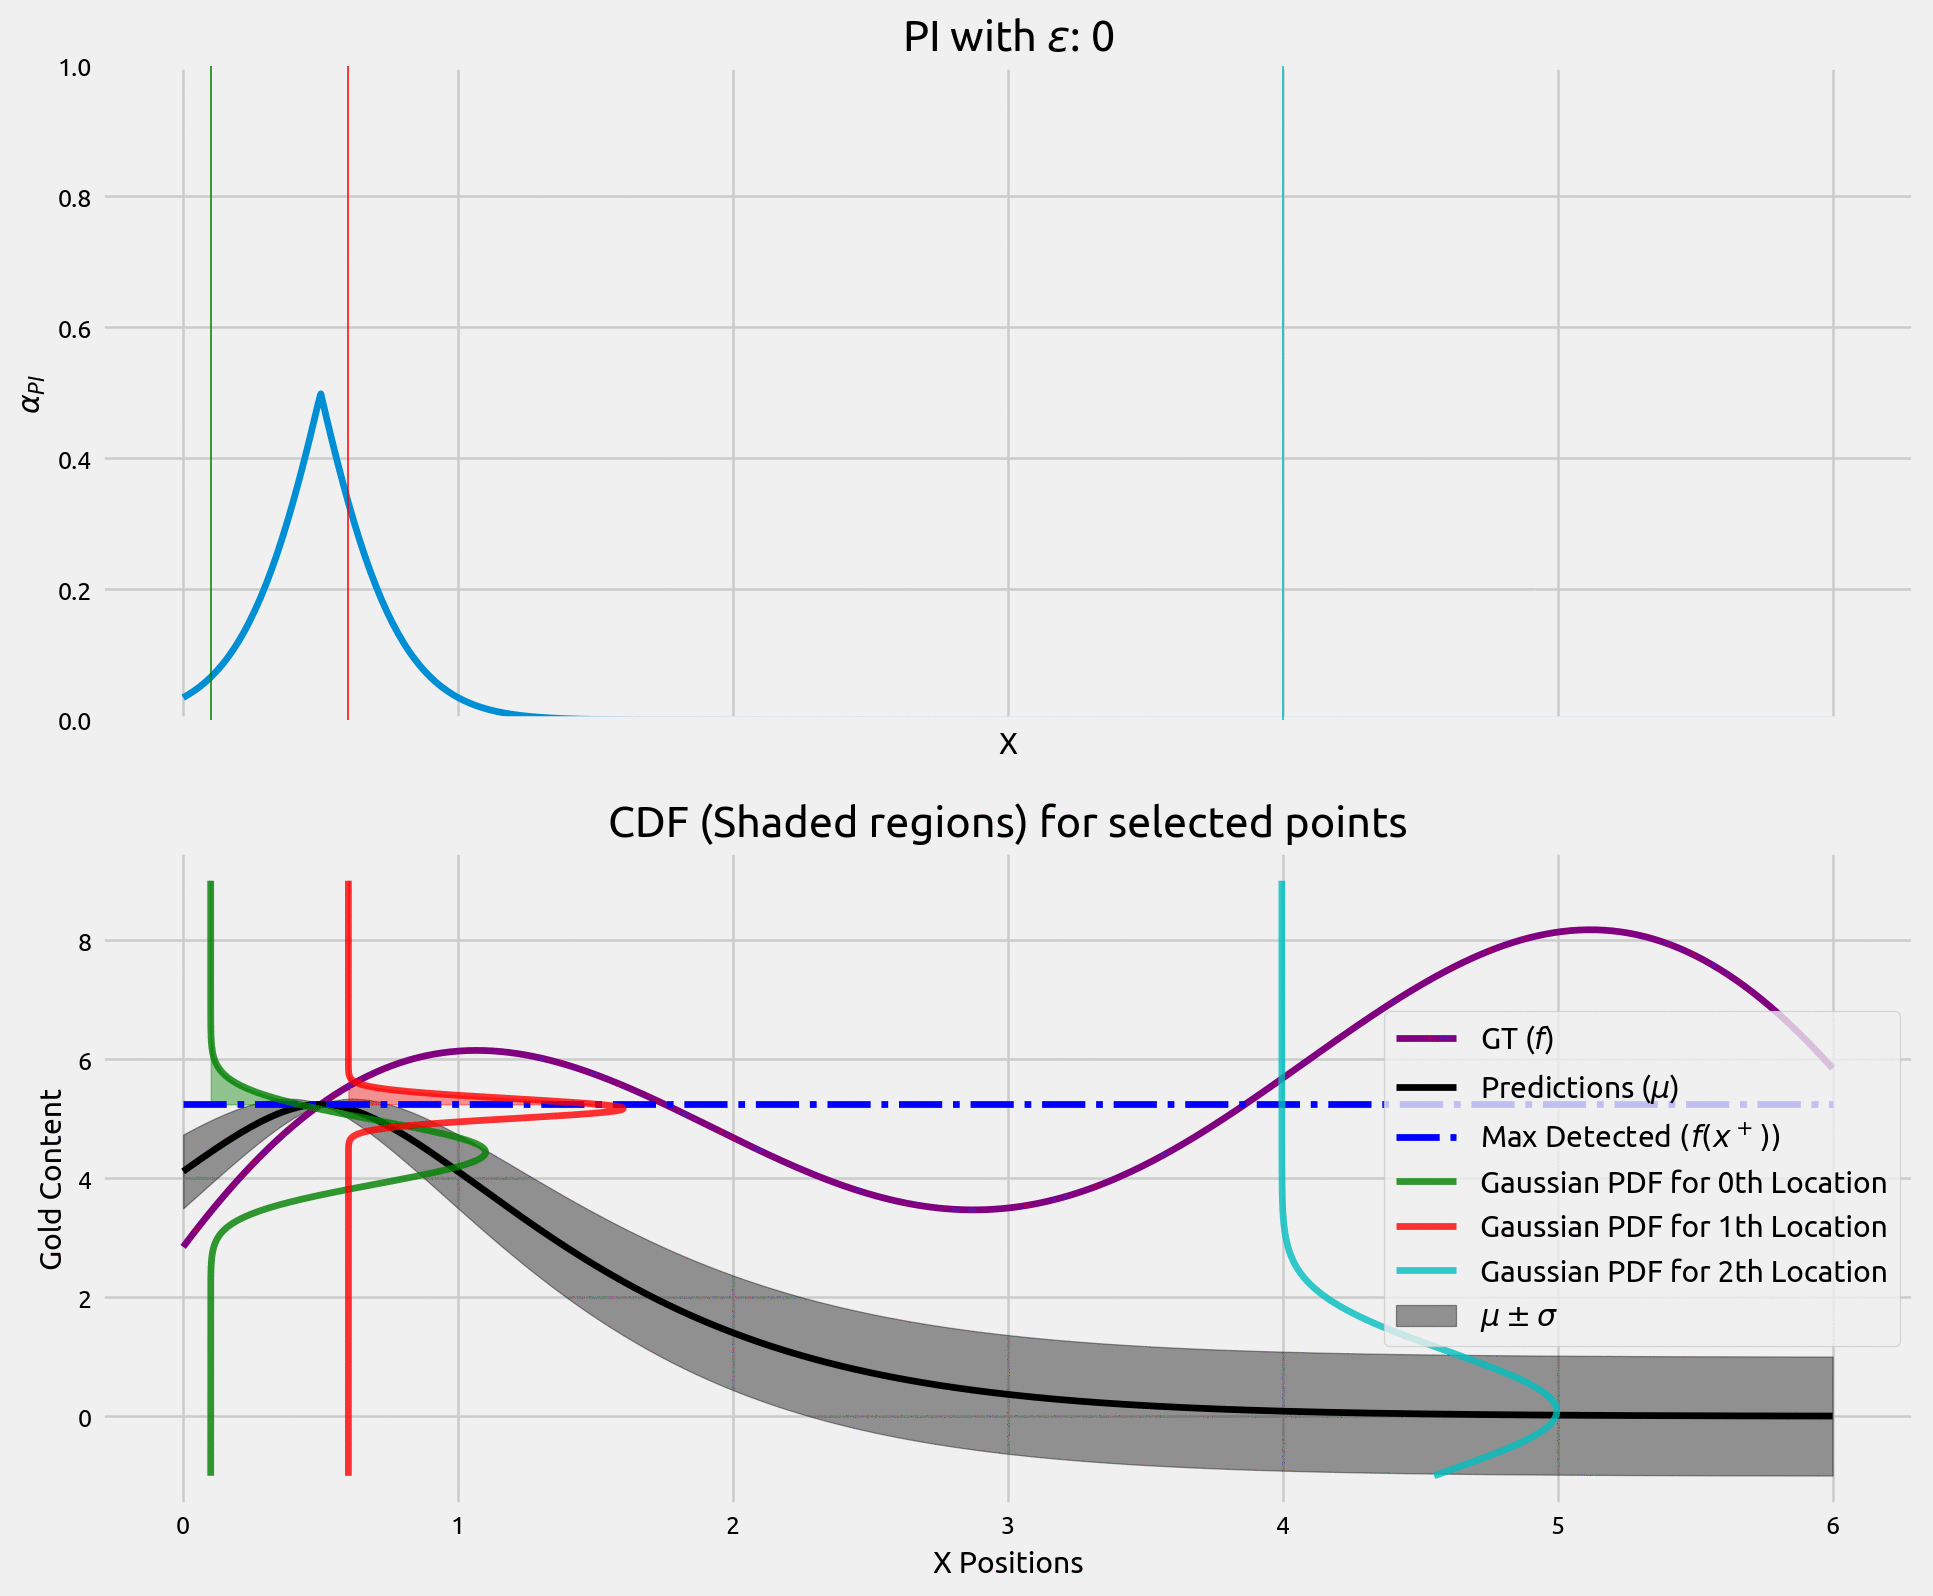 PI with ε: 0
1.0
0.8
0.6
0.4
0.2
0.0
α_PI
X
CDF (Shaded regions) for selected points
8
6
4
2
0
Gold Content
GT (f)
Predictions (μ)
Max Detected (f(x⁺))
Gaussian PDF for 0th Location
Gaussian PDF for 1th Location
Gaussian PDF for 2th Location
μ ± σ
0 1 2 3 4 5 6
X Positions